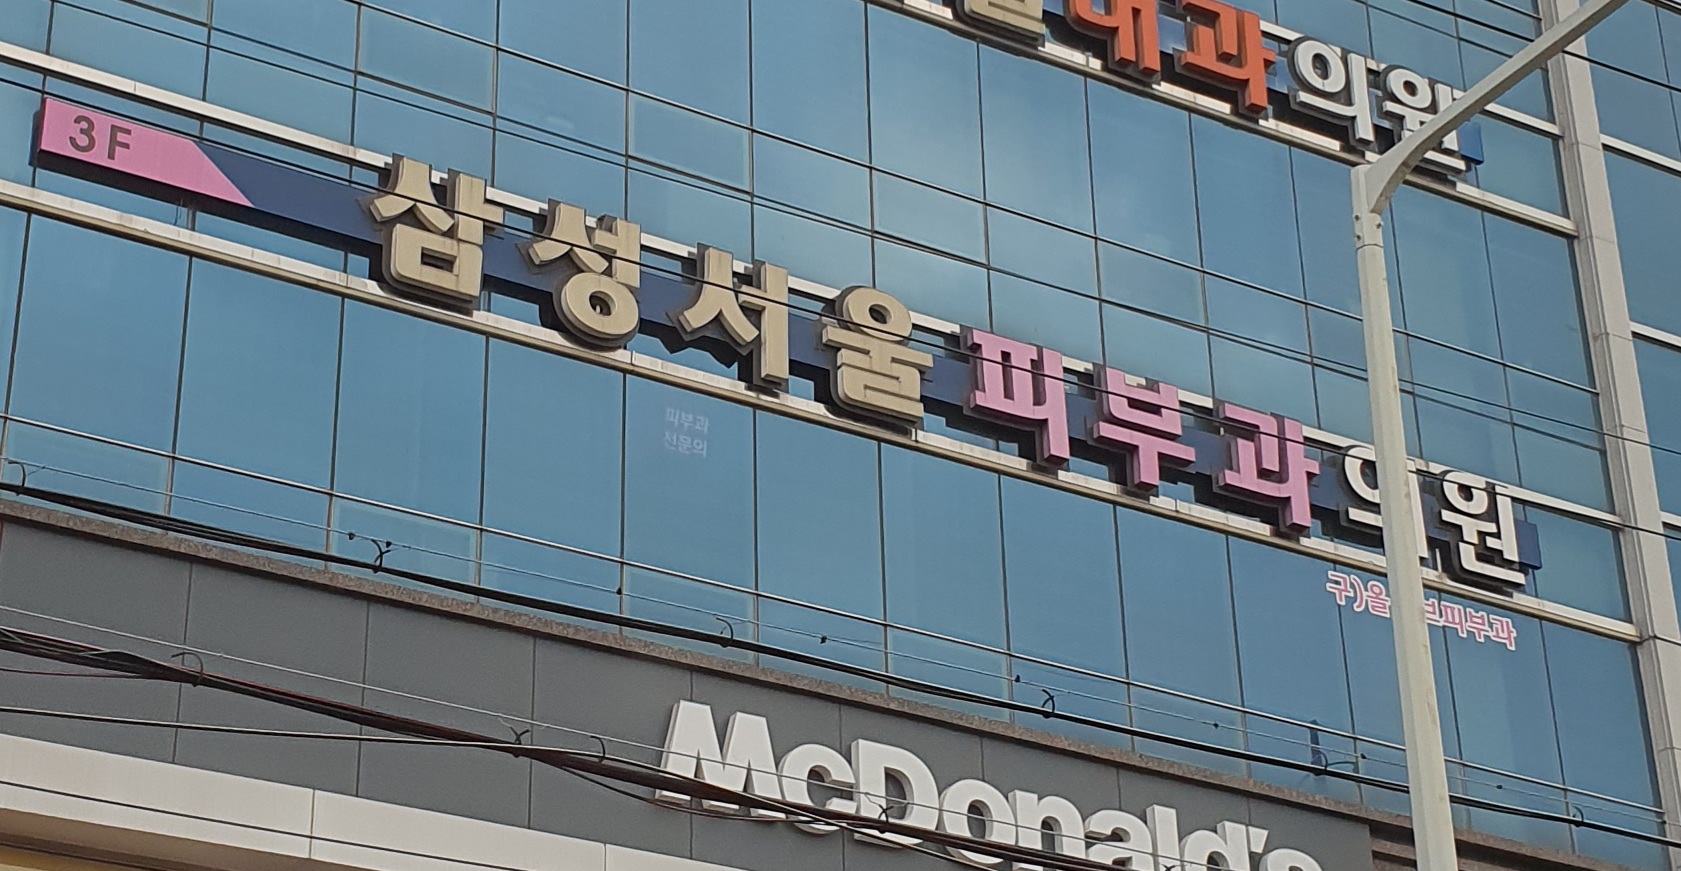 내과의원
3F 삼성서울피부과의원
피부과
전문의
McDonald's